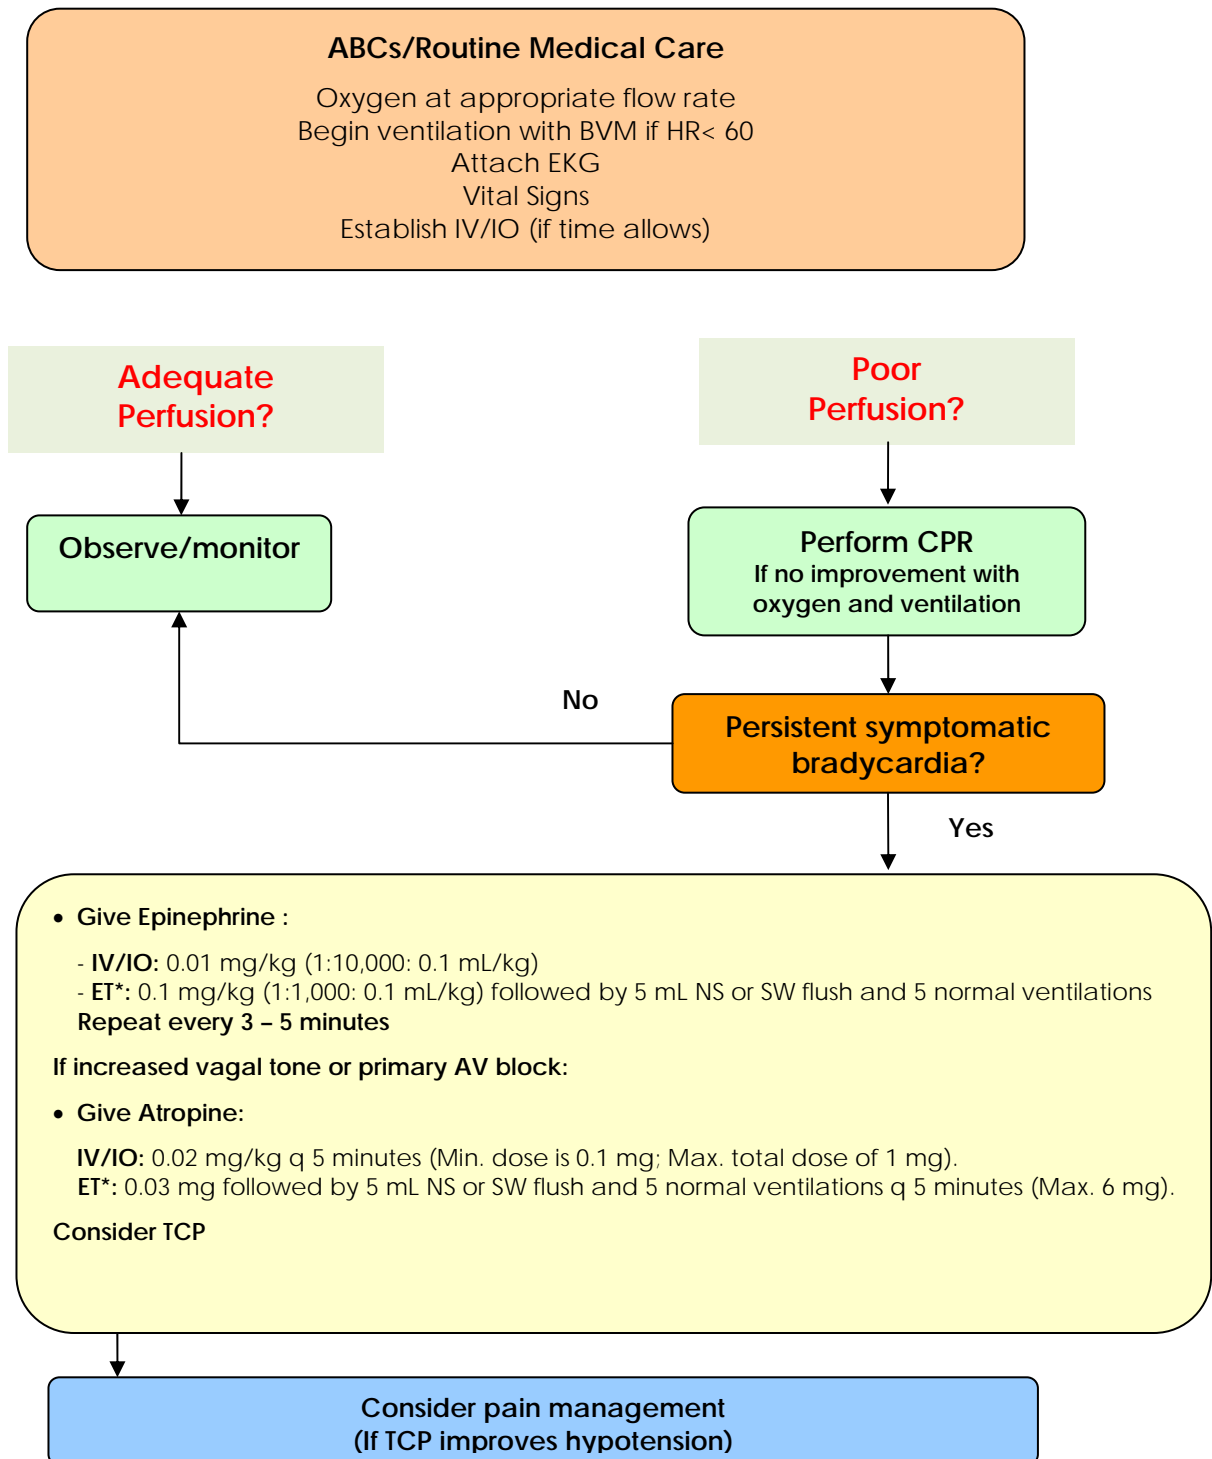 ABCs/Routine Medical Care
Oxygen at appropriate flow rate
Begin ventilation with BVM if HR< 60
Attach EKG
Vital Signs
Establish IV/IO (if time allows)
Adequate
Perfusion?
Poor
Perfusion?
Observe/monitor
Perform CPR
If no improvement with
oxygen and ventilation
No
Persistent symptomatic
bradycardia?
Yes
• Give Epinephrine :
- IV/IO: 0.01 mg/kg (1:10,000: 0.1 mL/kg)
- ET*: 0.1 mg/kg (1:1,000: 0.1 mL/kg) followed by 5 mL NS or SW flush and 5 normal ventilations
Repeat every 3 – 5 minutes
If increased vagal tone or primary AV block:
• Give Atropine:
IV/IO: 0.02 mg/kg q 5 minutes (Min. dose is 0.1 mg; Max. total dose of 1 mg).
ET*: 0.03 mg followed by 5 mL NS or SW flush and 5 normal ventilations q 5 minutes (Max. 6 mg).
Consider TCP
Consider pain management
(If TCP improves hypotension)